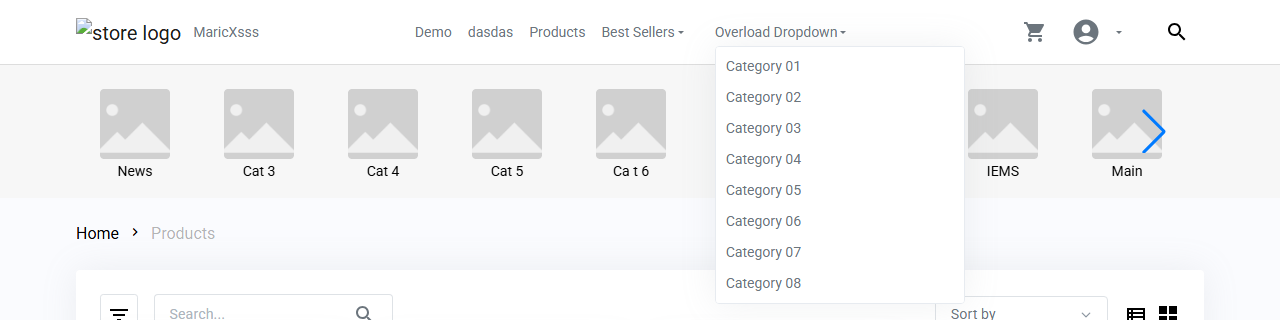 store logo MaricXsss Demo dasdas Products Best Sellers Overload Dropdown
Category 01
Category 02
Category 03
Category 04
Category 05
Category 06
Category 07
Category 08
News Cat 3 Cat 4 Cat 5 Ca t 6 IEMS Main
Home Products
Search... Sort by